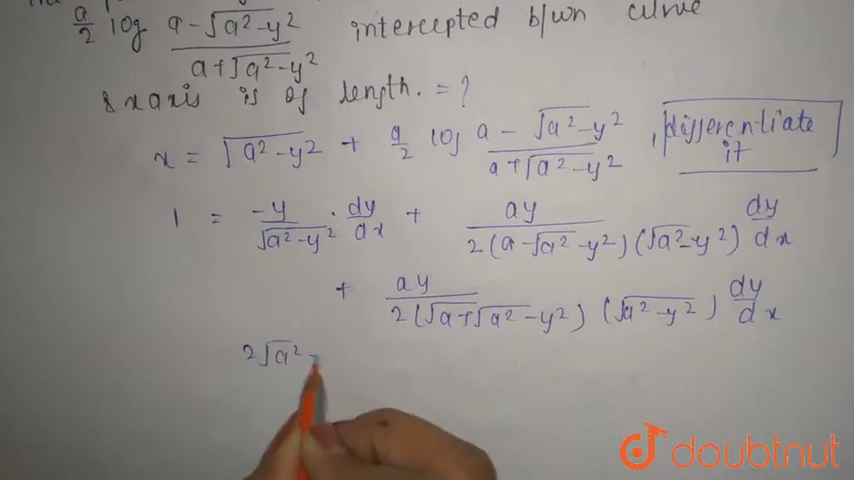 a/2 log (a - √(a² - y²))/(a + √(a² - y²)) intercepted b/wn curve
& x axis is of length. = ?
x = √(a² - y²) + a/2 log (a - √(a² - y²))/(a + √(a² - y²)) , differentiate it
1 = -y/√(a² - y²) · dy/dx + ay/(2(a - √a² - y²)(√a² - y²)) dy/dx
+ ay/(2(√a + √a² - y²)(√(a² - y²))) dy/dx
2√a² -
doubtnut